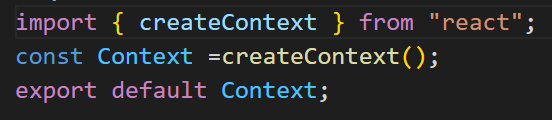 import { createContext } from "react";
const Context =createContext();
export default Context;